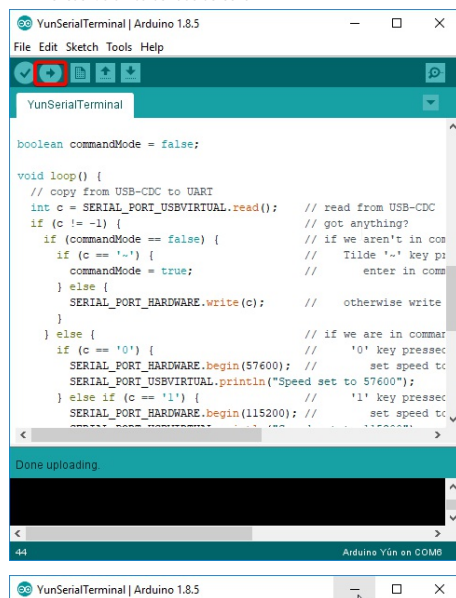 YunSerialTerminal | Arduino 1.8.5
File Edit Sketch Tools Help
YunSerialTerminal
boolean commandMode = false;
void loop() {
// copy from USB-CDC to UART
int c = SERIAL_PORT_USBVIRTUAL.read(); // read from USB-CDC
if (c != -1) { // got anything?
if (commandMode == false) { // if we aren't in com
if (c == '~') { // Tilde '~' key pr
commandMode = true; // enter in comm
} else {
SERIAL_PORT_HARDWARE.write(c); // otherwise write
}
} else { // if we are in comman
if (c == '0') { // '0' key pressed
SERIAL_PORT_HARDWARE.begin(57600); // set speed to
SERIAL_PORT_USBVIRTUAL.println("Speed set to 57600");
} else if (c == '1') { // '1' key pressed
SERIAL_PORT_HARDWARE.begin(115200); // set speed to
Done uploading.
44 Arduino Yún on COM6
YunSerialTerminal | Arduino 1.8.5